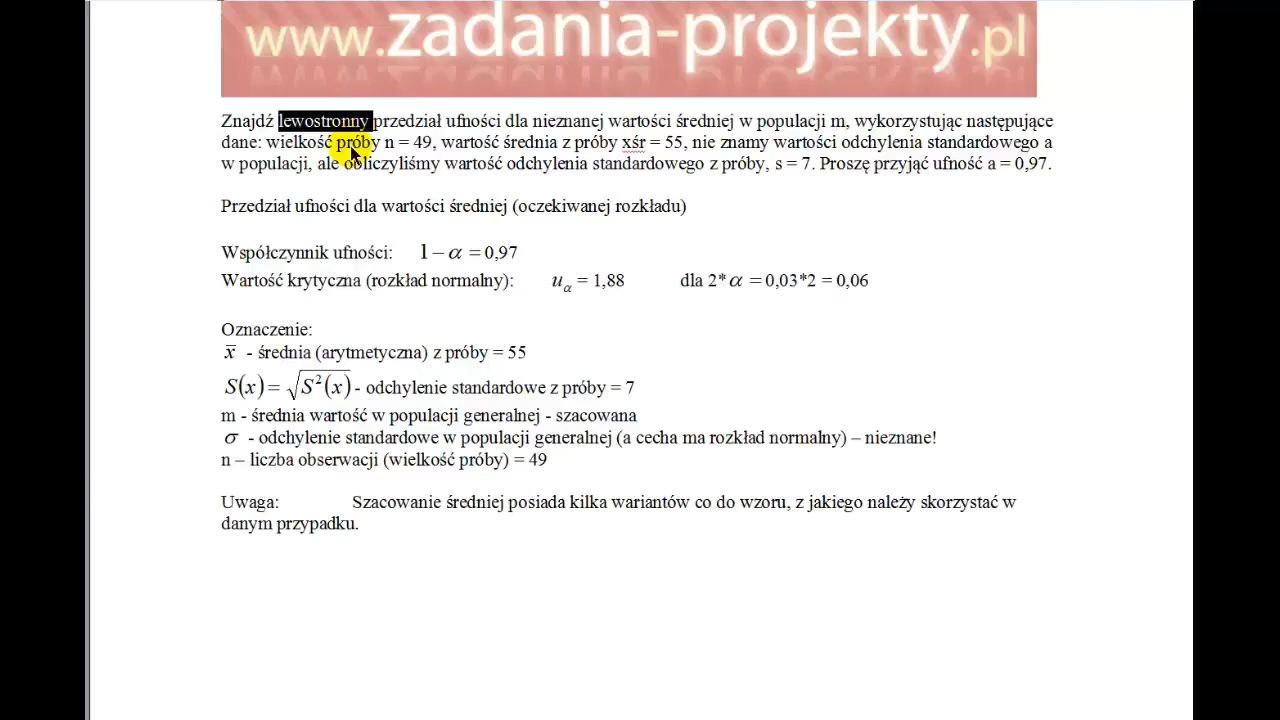 www.zadania-projekty.pl
Znajdź lewostronny przedział ufności dla nieznanej wartości średniej w populacji m, wykorzystując następujące
dane: wielkość próby n = 49, wartość średnia z próby xśr = 55, nie znamy wartości odchylenia standardowego a
w populacji, ale obliczyliśmy wartość odchylenia standardowego z próby, s = 7. Proszę przyjąć ufność a = 0,97.
Przedział ufności dla wartości średniej (oczekiwanej rozkładu)
Współczynnik ufności: 1 − α = 0,97
Wartość krytyczna (rozkład normalny): uα = 1,88 dla 2*α = 0,03*2 = 0,06
Oznaczenie:
x̅ - średnia (arytmetyczna) z próby = 55
S(x) = √S²(x) - odchylenie standardowe z próby = 7
m - średnia wartość w populacji generalnej - szacowana
σ - odchylenie standardowe w populacji generalnej (a cecha ma rozkład normalny) – nieznane!
n – liczba obserwacji (wielkość próby) = 49
Uwaga: Szacowanie średniej posiada kilka wariantów co do wzoru, z jakiego należy skorzystać w
danym przypadku.